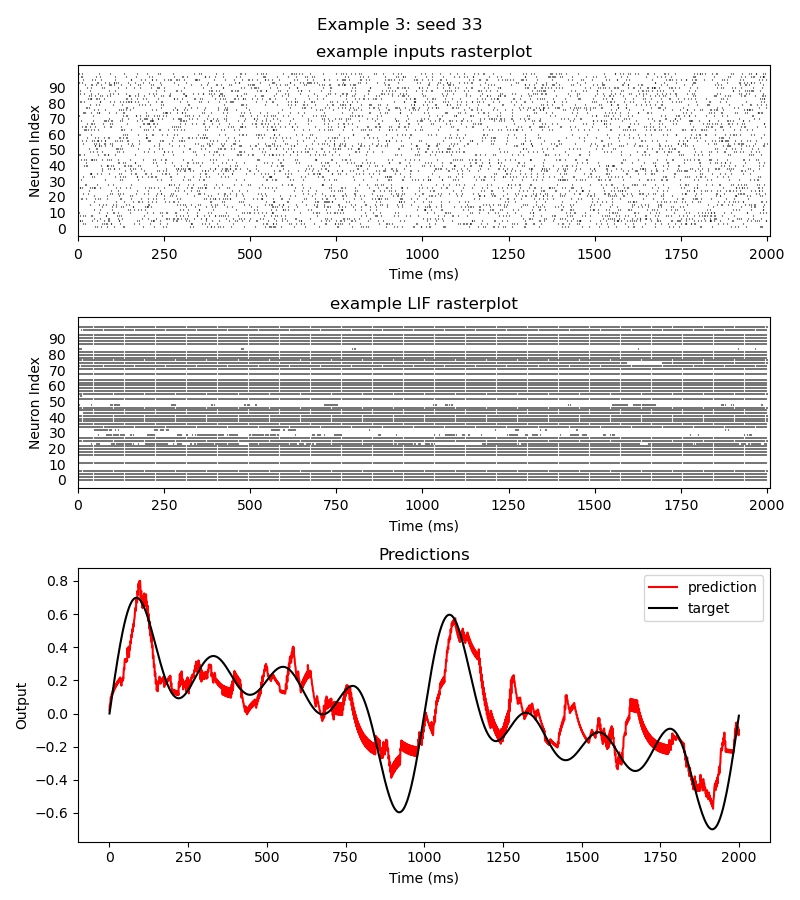 Example 3: seed 33
example inputs rasterplot
Neuron Index
90
80
70
60
50
40
30
20
10
0
0 250 500 750 1000 1250 1500 1750 2000
Time (ms)
example LIF rasterplot
Neuron Index
90
80
70
60
50
40
30
20
10
0
0 250 500 750 1000 1250 1500 1750 2000
Time (ms)
Predictions
prediction
target
Output
0.8
0.6
0.4
0.2
0.0
−0.2
−0.4
−0.6
0 250 500 750 1000 1250 1500 1750 2000
Time (ms)